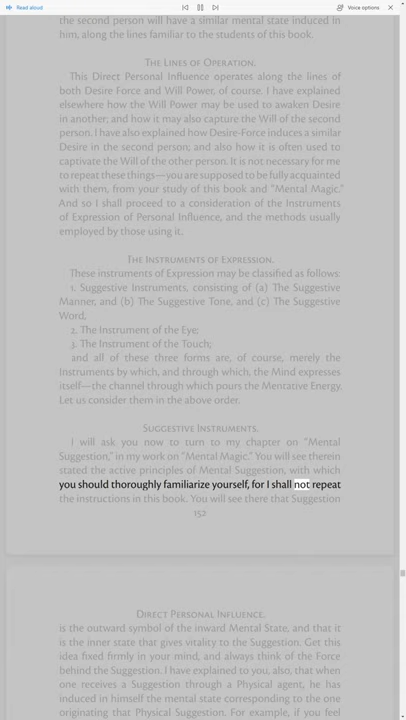 Read aloud
Voice options
the second person will have a similar mental state induced in
him, along the lines familiar to the students of this book.
The Lines of Operation.
This Direct Personal Influence operates along the lines of
both Desire Force and Will Power, of course. I have explained
elsewhere how the Will Power may be used to awaken Desire
in another; and how it may also capture the Will of the second
person. I have also explained how Desire-Force induces a similar
Desire in the second person; and also how it is often used to
captivate the Will of the other person. It is not necessary for me
to repeat these things—you are supposed to be fully acquainted
with them, from your study of this book and "Mental Magic."
And so I shall proceed to a consideration of the Instruments
of Expression of Personal Influence, and the methods usually
employed by those using it.
The Instruments of Expression.
These instruments of Expression may be classified as follows:
1. Suggestive Instruments, consisting of (a) The Suggestive
Manner, and (b) The Suggestive Tone, and (c) The Suggestive
Word,
2. The Instrument of the Eye;
3. The Instrument of the Touch;
and all of these three forms are, of course, merely the
Instruments by which, and through which, the Mind expresses
itself—the channel through which pours the Mentative Energy.
Let us consider them in the above order.
Suggestive Instruments.
I will ask you now to turn to my chapter on "Mental
Suggestion," in my work on "Mental Magic." You will see therein
stated the active principles of Mental Suggestion, with which
you should thoroughly familiarize yourself, for I shall not repeat
the instructions in this book. You will see there that Suggestion
152
Direct Personal Influence.
is the outward symbol of the inward Mental State, and that it
is the inner state that gives vitality to the Suggestion. Get this
idea fixed firmly in your mind, and always think of the Force
behind the Suggestion. I have explained to you, also, that when
one receives a Suggestion through a Physical agent, he has
induced in himself the mental state corresponding to the one
originating that Physical Suggestion. For example, if you feel